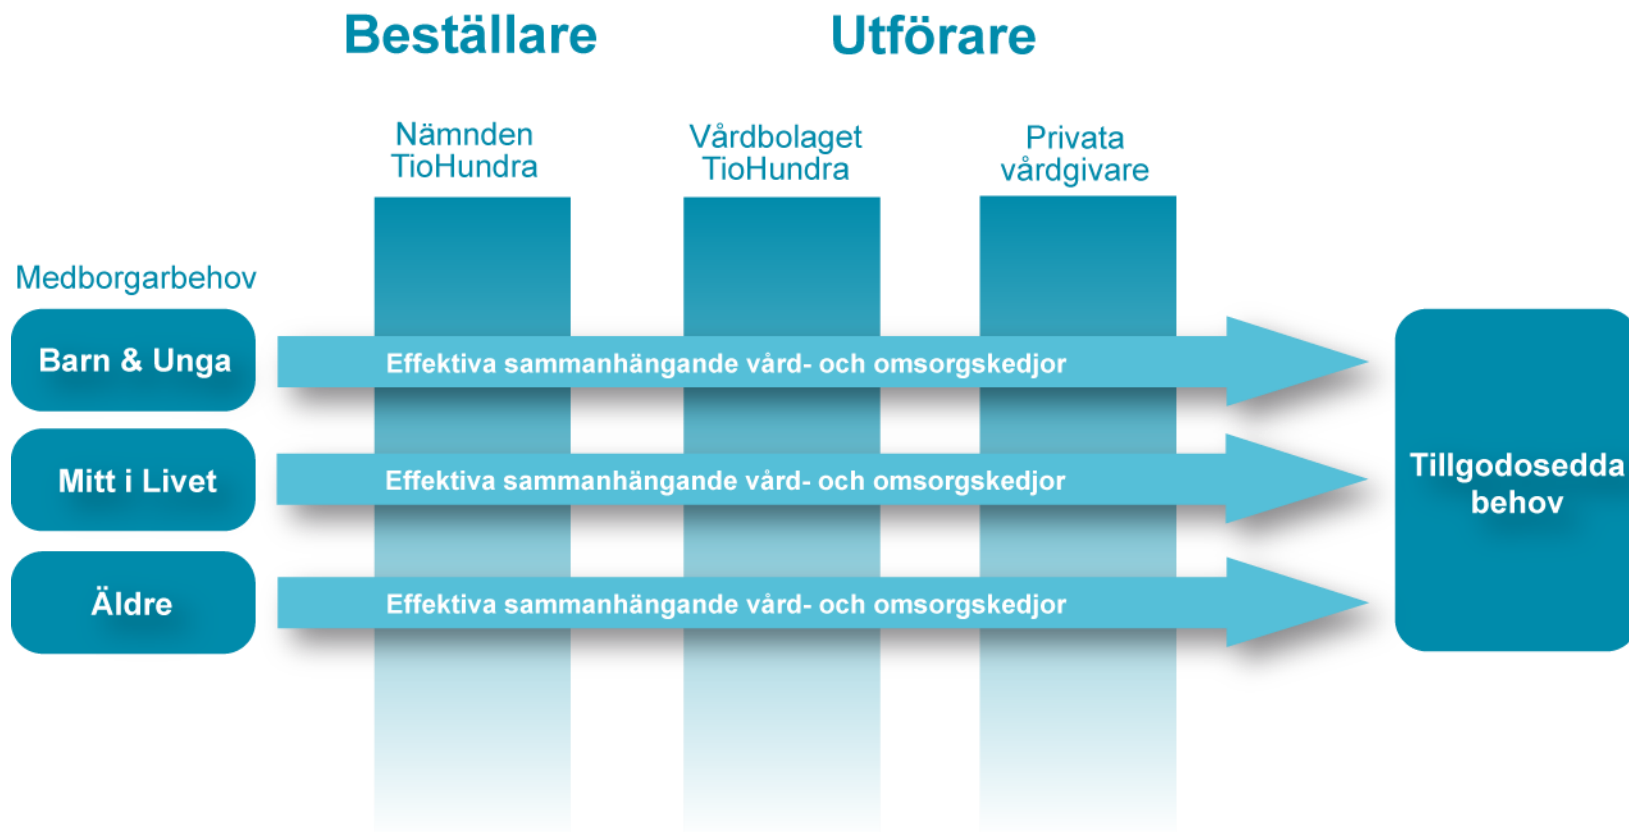 Beställare
Utförare
Nämnden
TioHundra
Vårdbolaget
TioHundra
Privata
vårdgivare
Medborgarbehov
Barn & Unga
Effektiva sammanhängande vård- och omsorgskedjor
Mitt i Livet
Effektiva sammanhängande vård- och omsorgskedjor
Äldre
Effektiva sammanhängande vård- och omsorgskedjor
Tillgodosedda
behov